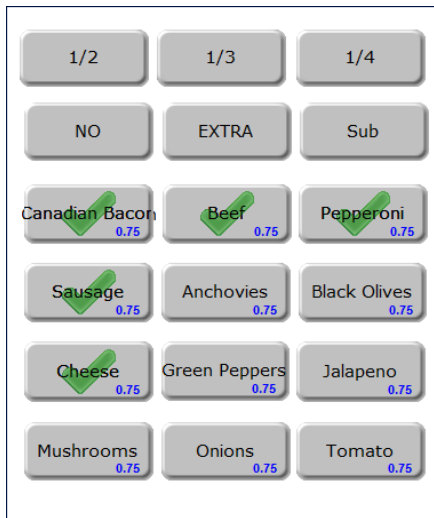 1/2 1/3 1/4
NO EXTRA Sub
Canadian Bacon Beef Pepperoni
0.75 0.75 0.75
Sausage Anchovies Black Olives
0.75 0.75 0.75
Cheese Green Peppers Jalapeno
0.75 0.75 0.75
Mushrooms Onions Tomato
0.75 0.75 0.75